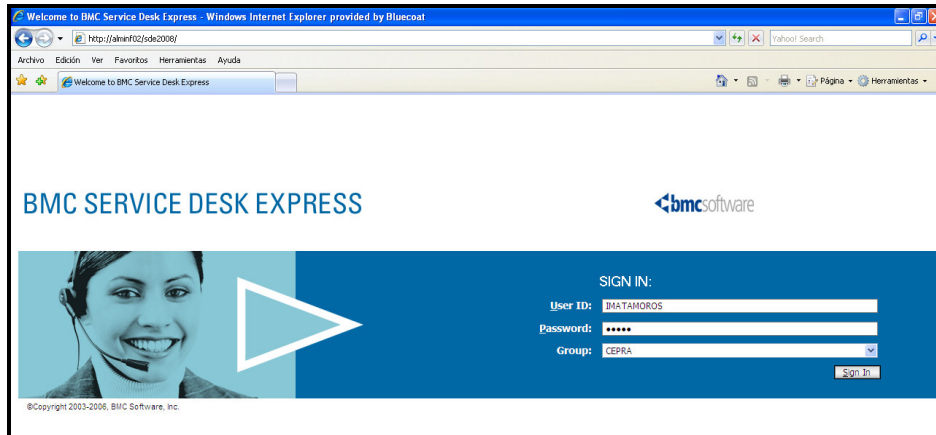 Welcome to BMC Service Desk Express - Windows Internet Explorer provided by Bluecoat
http://alminf02/sde2008/
Yahoo! Search
Archivo Edición Ver Favoritos Herramientas Ayuda
Welcome to BMC Service Desk Express
Página Herramientas
BMC SERVICE DESK EXPRESS
bmcsoftware
SIGN IN:
User ID: IMATAMOROS
Password: •••••
Group: CEPRA
Sign In
©Copyright 2003-2006, BMC Software, Inc.